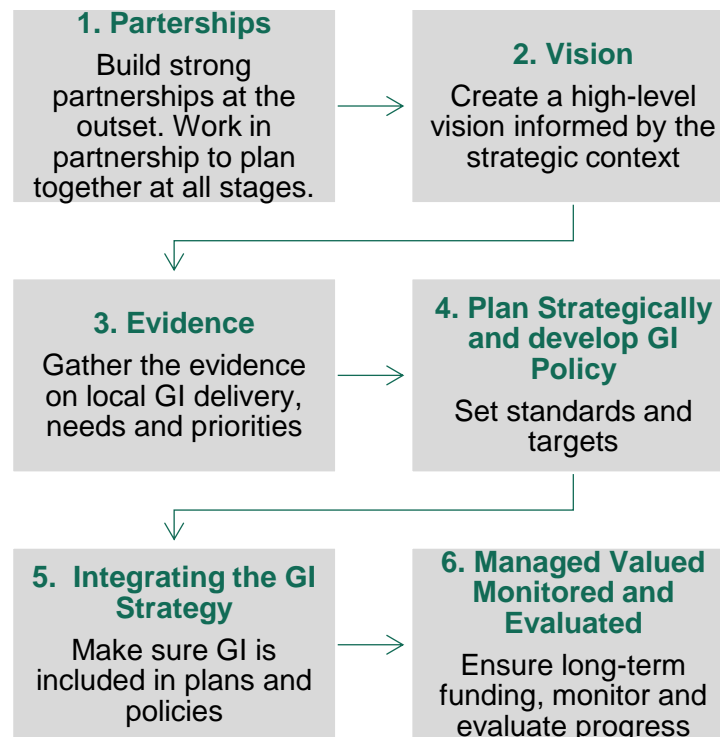 1. Parterships
Build strong
partnerships at the
outset. Work in
partnership to plan
together at all stages.
2. Vision
Create a high-level
vision informed by the
strategic context
3. Evidence
Gather the evidence
on local GI delivery,
needs and priorities
4. Plan Strategically
and develop GI
Policy
Set standards and
targets
5. Integrating the GI
Strategy
Make sure GI is
included in plans and
policies
6. Managed Valued
Monitored and
Evaluated
Ensure long-term
funding, monitor and
evaluate progress